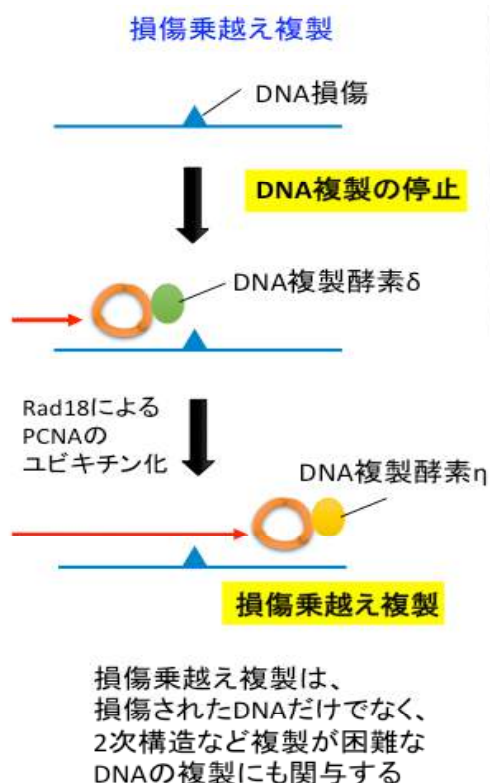 損傷乗越え複製
DNA損傷
DNA複製の停止
DNA複製酵素δ
Rad18による
PCNAの
ユビキチン化
DNA複製酵素η
損傷乗越え複製
損傷乗越え複製は、
損傷されたDNAだけでなく、
2次構造など複製が困難な
DNAの複製にも関与する